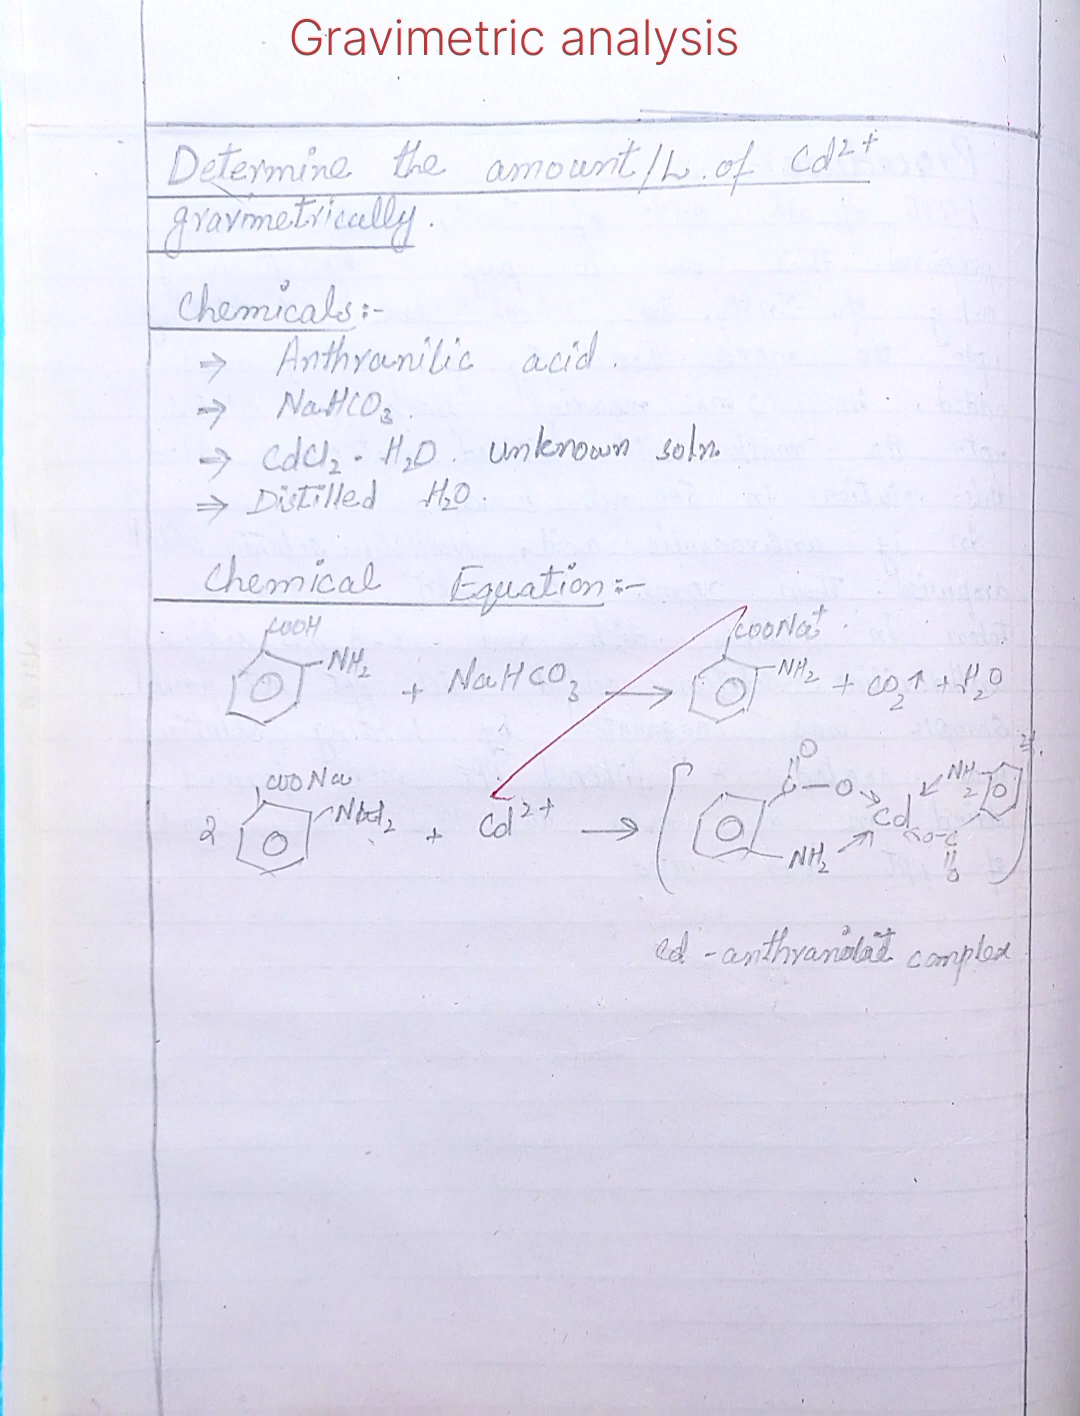 Gravimetric analysis
Determine the amount/L. of Cd2+
gravimetrically.
Chemicals:-
⇒ Anthranilic acid.
⇒ NaHCO3.
⇒ CdCl2 · H2O. unknown soln.
⇒ Distilled H2O.
Chemical Equation:-
COOH NH2 + NaHCO3 → COONa+ NH2 + CO2↑ + H2O
2 COONa NH2 + Cd2+ → O C—O→ Cd ←NH2 NH2 O-C O
cd - complex